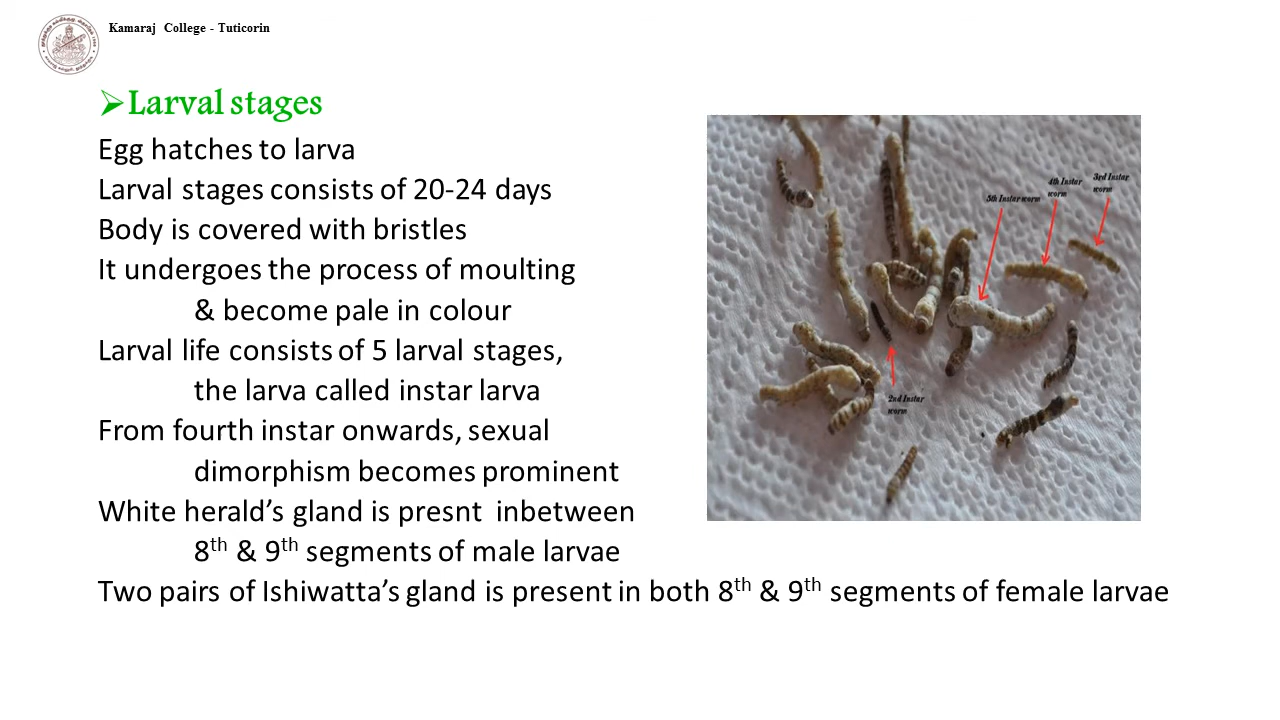 Kamaraj College - Tuticorin
➢Larval stages
Egg hatches to larva
Larval stages consists of 20-24 days
Body is covered with bristles
It undergoes the process of moulting
& become pale in colour
Larval life consists of 5 larval stages,
the larva called instar larva
From fourth instar onwards, sexual
dimorphism becomes prominent
White herald’s gland is presnt inbetween
8th & 9th segments of male larvae
Two pairs of Ishiwatta’s gland is present in both 8th & 9th segments of female larvae
5th Instar worm
4th Instar
worm
3rd Instar
worm
2nd Instar
worm